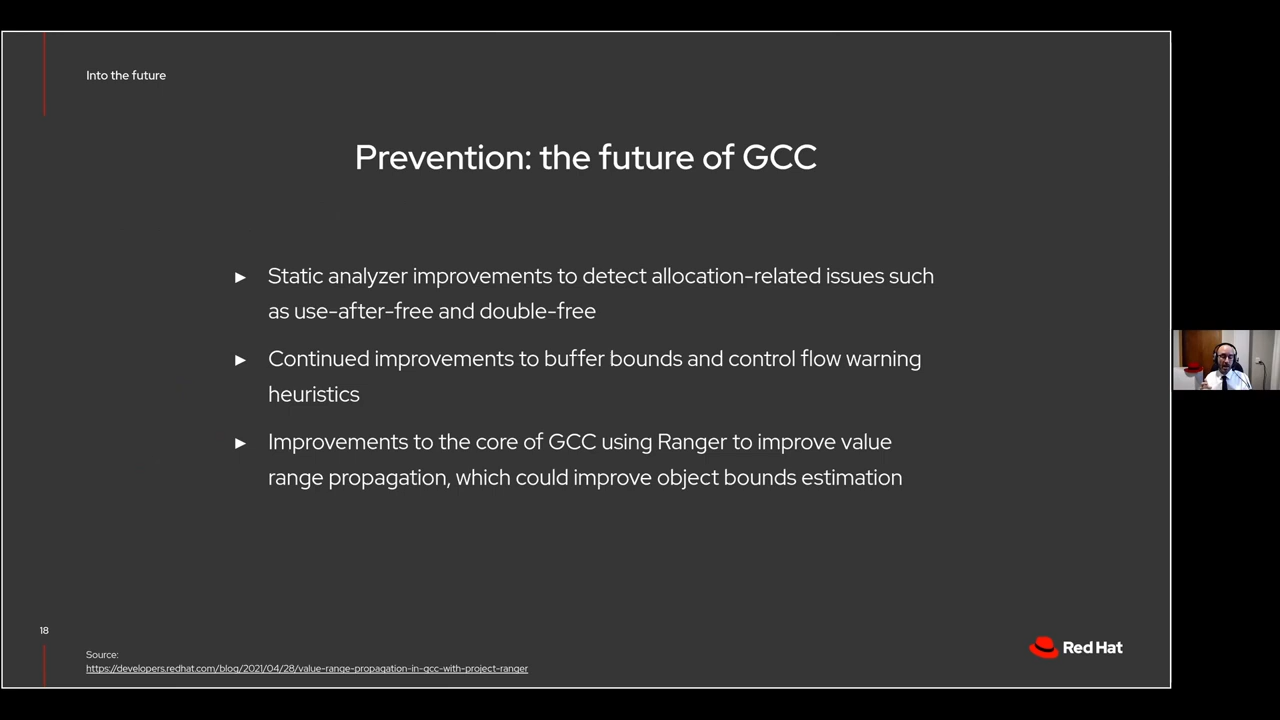 Into the future
Prevention: the future of GCC
► Static analyzer improvements to detect allocation-related issues such
as use-after-free and double-free
► Continued improvements to buffer bounds and control flow warning
heuristics
► Improvements to the core of GCC using Ranger to improve value
range propagation, which could improve object bounds estimation
18
Source:
https://developers.redhat.com/blog/2021/04/28/value-range-propagation-in-gcc-with-project-ranger
Red Hat